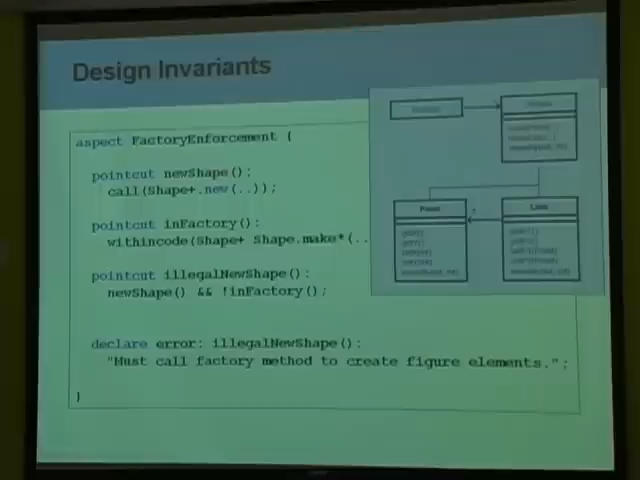 Design Invariants
aspect FactoryEnforcement {
pointcut newShape():
call(Shape+.new(..));
pointcut inFactory():
withincode(Shape+ Shape.make*(..
pointcut illegalNewShape():
newShape() && !inFactory();
declare error: illegalNewShape():
"Must call factory method to create figure elements.";
}
Point
Line